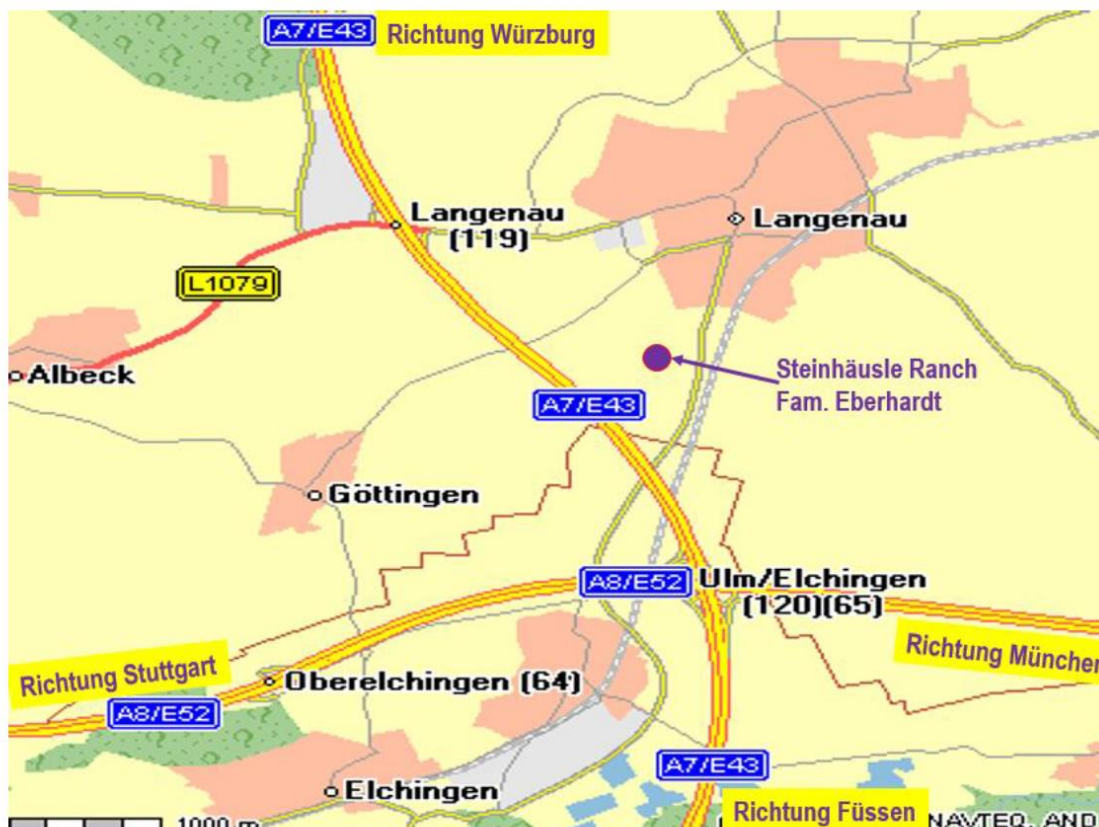 A7/E43 Richtung Würzburg
Langenau
(119)
Langenau
L1079
Albeck
Steinhäusle Ranch
Fam. Eberhardt
A7/E43
Göttingen
A8/E52
Ulm/Elchingen
(120)(65)
Richtung München
Richtung Stuttgart
Oberelchingen (64)
A8/E52
A7/E43
Elchingen
Richtung Füssen
1000 m
NAVTEQ, AND